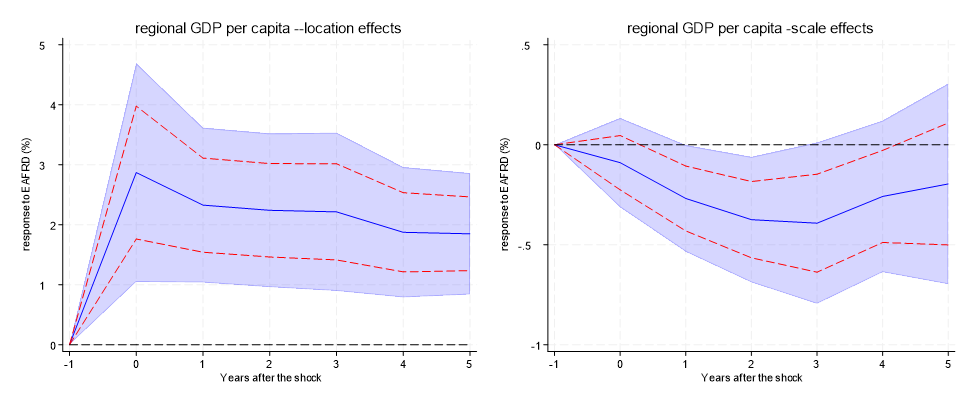 regional GDP per capita --location effects
response to EAFRD (%)
5
4
3
2
1
0
-1 0 1 2 3 4 5
Years after the shock
regional GDP per capita -scale effects
response to EAFRD (%)
.5
0
-.5
-1
-1 0 1 2 3 4 5
Years after the shock